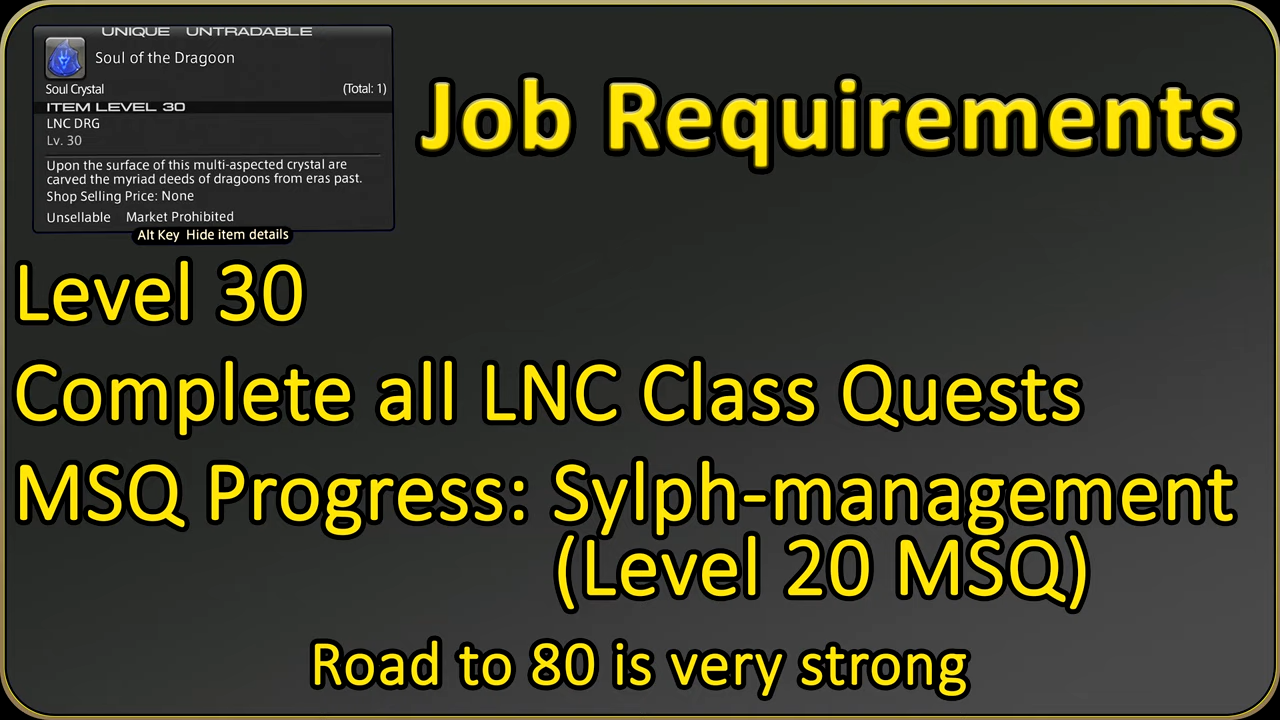 UNIQUE UNTRADABLE
Soul of the Dragoon
Soul Crystal (Total: 1)
ITEM LEVEL 30
LNC DRG
Lv. 30
Upon the surface of this multi-aspected crystal are
carved the myriad deeds of dragoons from eras past.
Shop Selling Price: None
Unsellable Market Prohibited
Alt Key Hide item details
Job Requirements
Level 30
Complete all LNC Class Quests
MSQ Progress: Sylph-management
(Level 20 MSQ)
Road to 80 is very strong